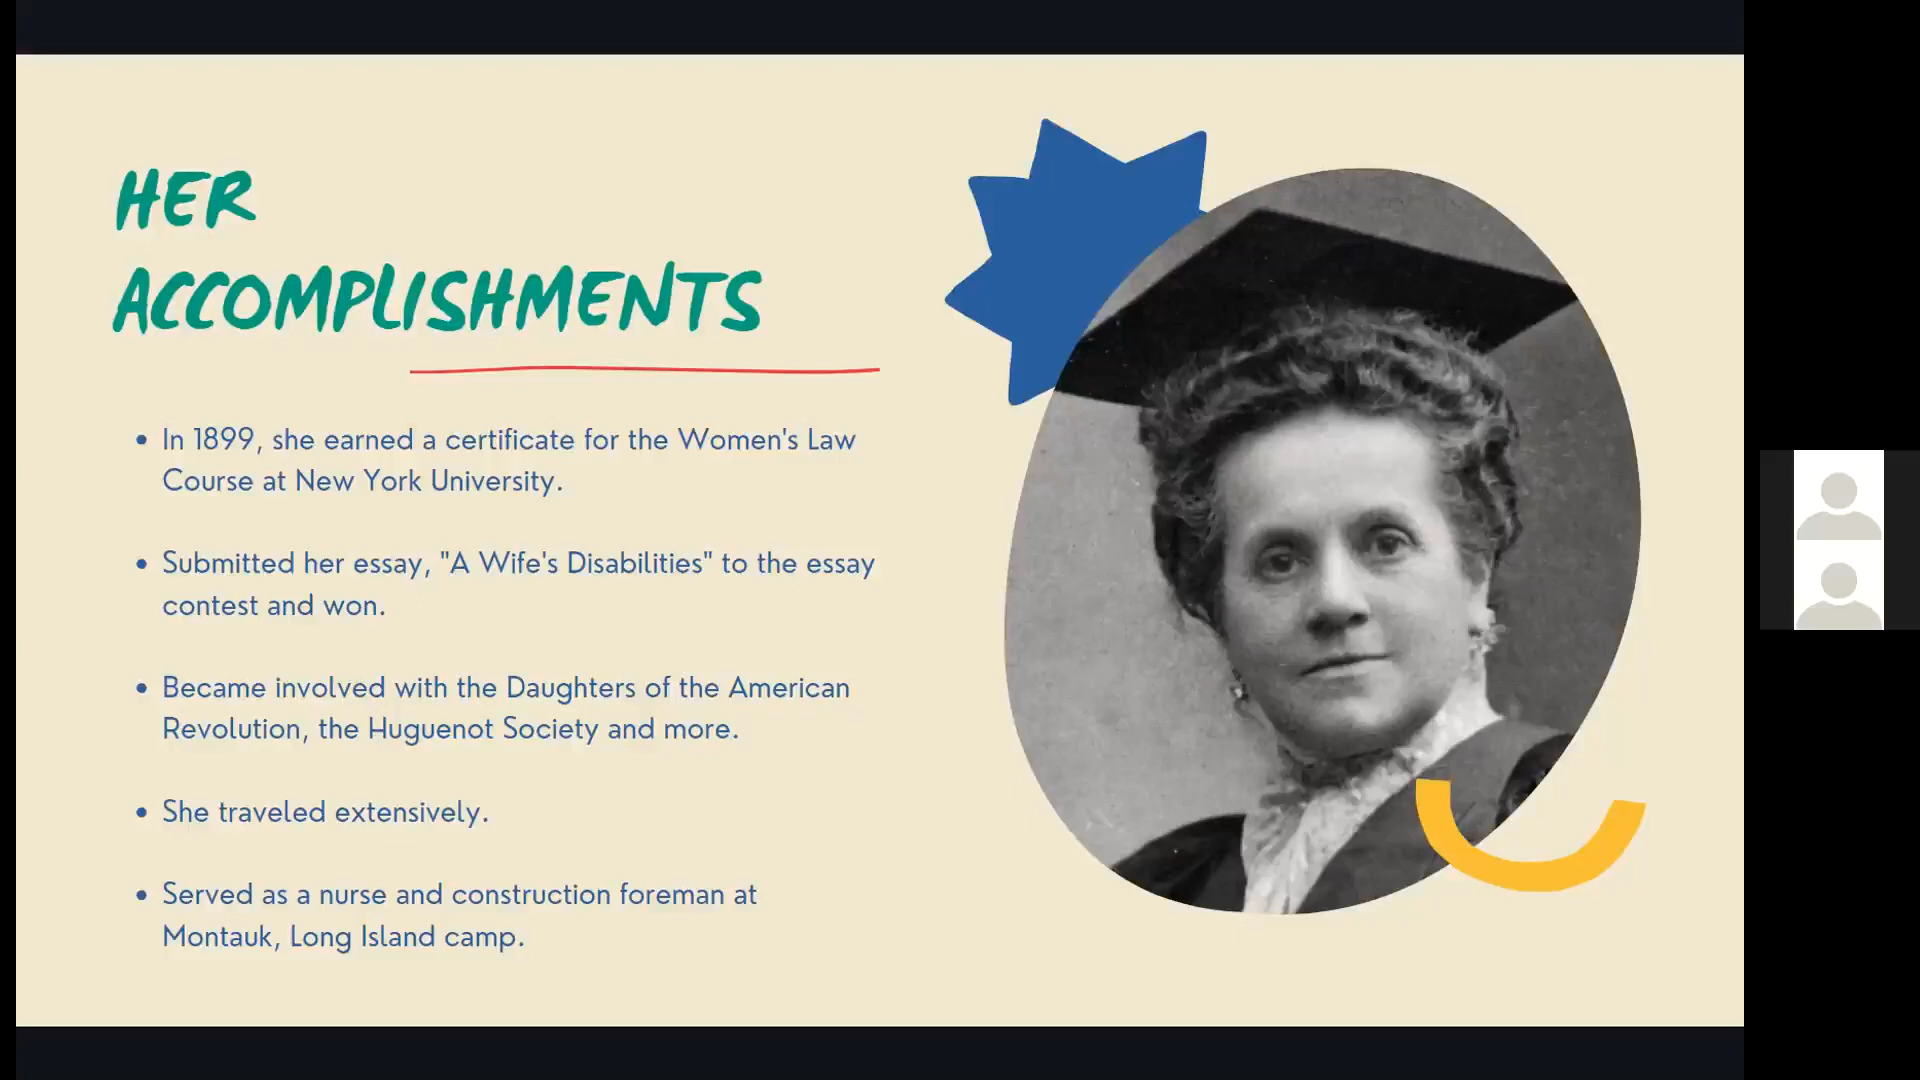 HER
ACCOMPLISHMENTS
• In 1899, she earned a certificate for the Women's Law
Course at New York University.
• Submitted her essay, "A Wife's Disabilities" to the essay
contest and won.
• Became involved with the Daughters of the American
Revolution, the Huguenot Society and more.
• She traveled extensively.
• Served as a nurse and construction foreman at
Montauk, Long Island camp.